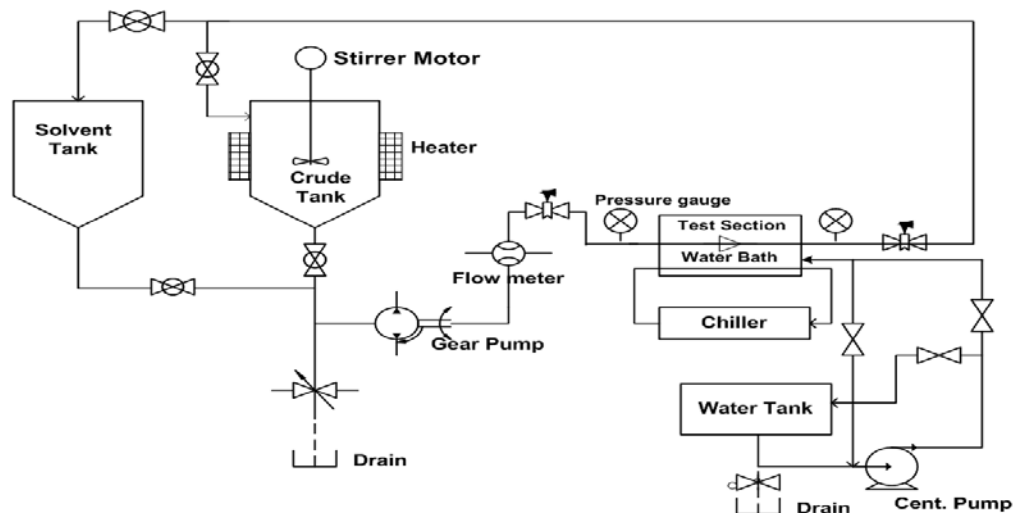 Stirrer Motor
Solvent
Tank
Heater
Crude
Tank
Pressure gauge
Test Section
Water Bath
Flow meter
Chiller
Gear Pump
Water Tank
Drain
Cent. Pump
Drain